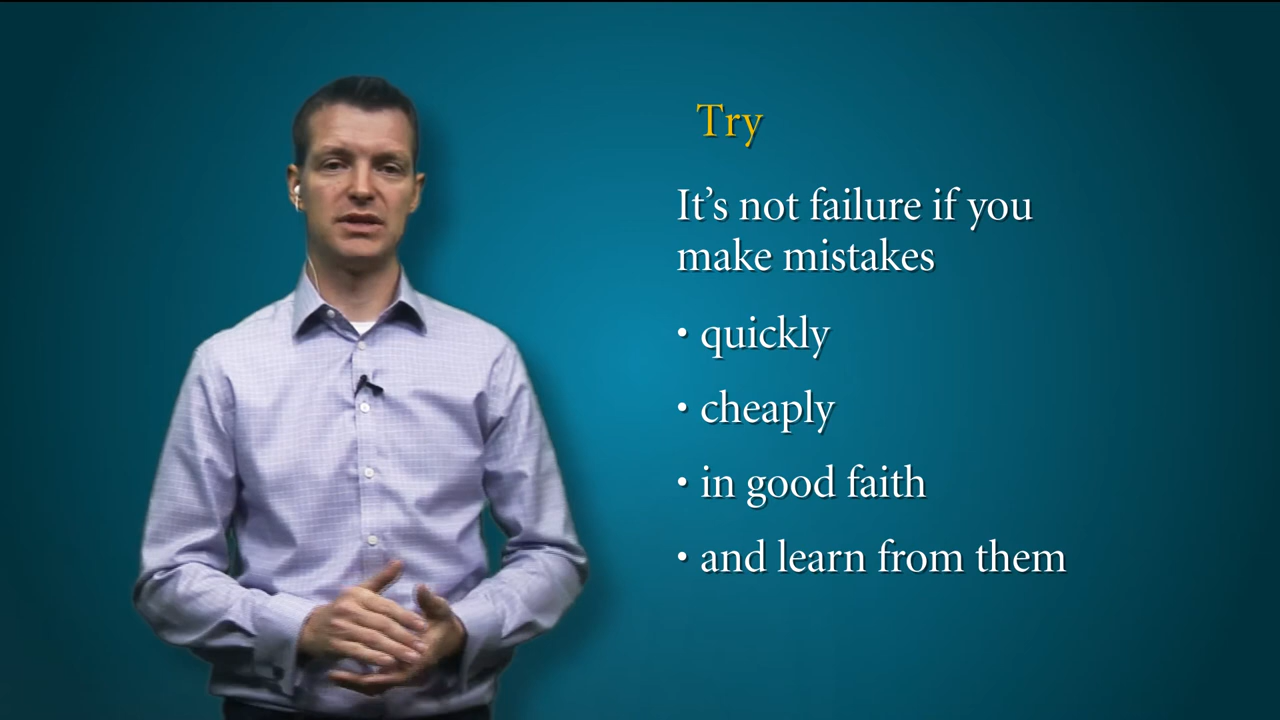 Try
It's not failure if you
make mistakes
• quickly
• cheaply
• in good faith
• and learn from them